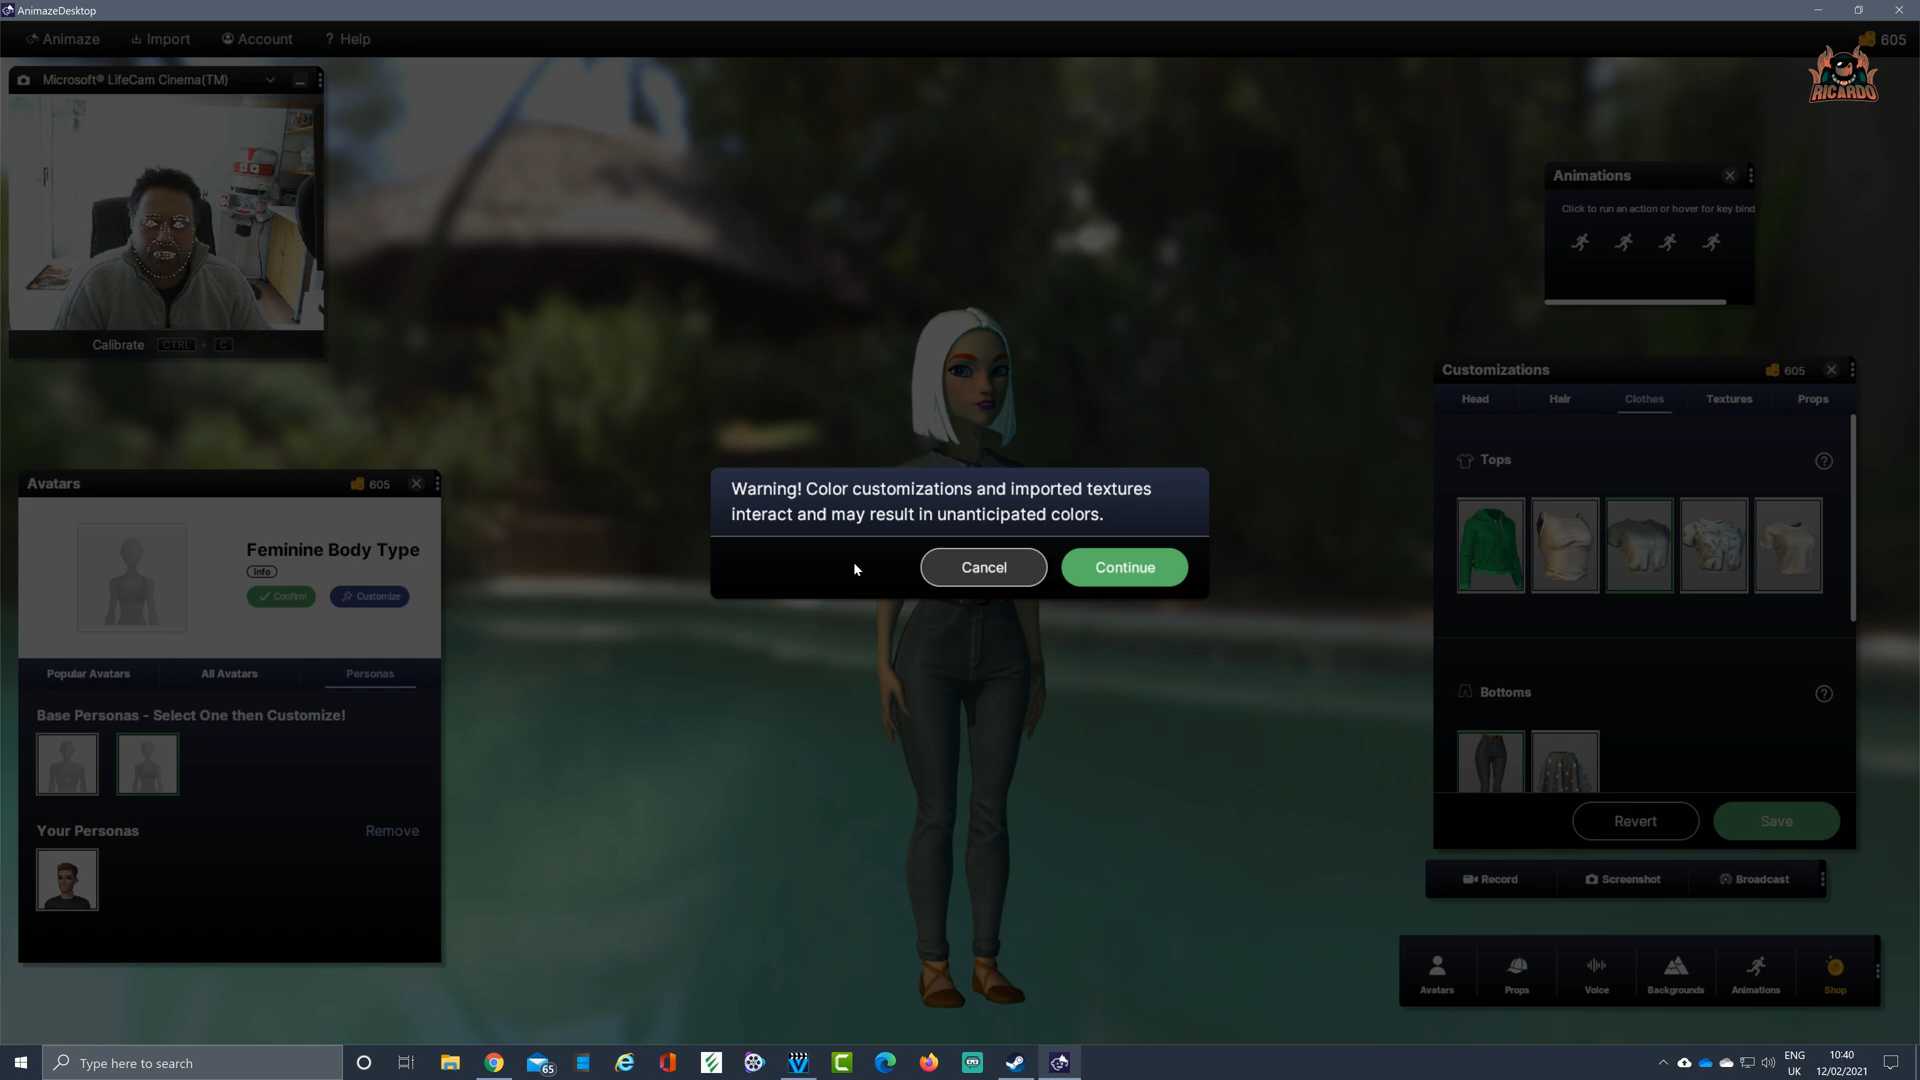 AnimazeDesktop
Animaze Import Account ? Help
605
RICARDO
Microsoft® LifeCam Cinema(TM)
Calibrate CTRL + C
Animations
Click to run an action or hover for key bind
Customizations 605
Head Hair Clothes Textures Props
Tops ?
Bottoms ?
Revert Save
Avatars 605
Feminine Body Type
Info
Confirm Customize
Popular Avatars All Avatars Personas
Base Personas - Select One then Customize!
Your Personas Remove
Warning! Color customizations and imported textures
interact and may result in unanticipated colors.
Cancel Continue
Record Screenshot Broadcast
Avatars Props Voice Backgrounds Animations Shop
Type here to search
65
ENG
UK
10:40
12/02/2021